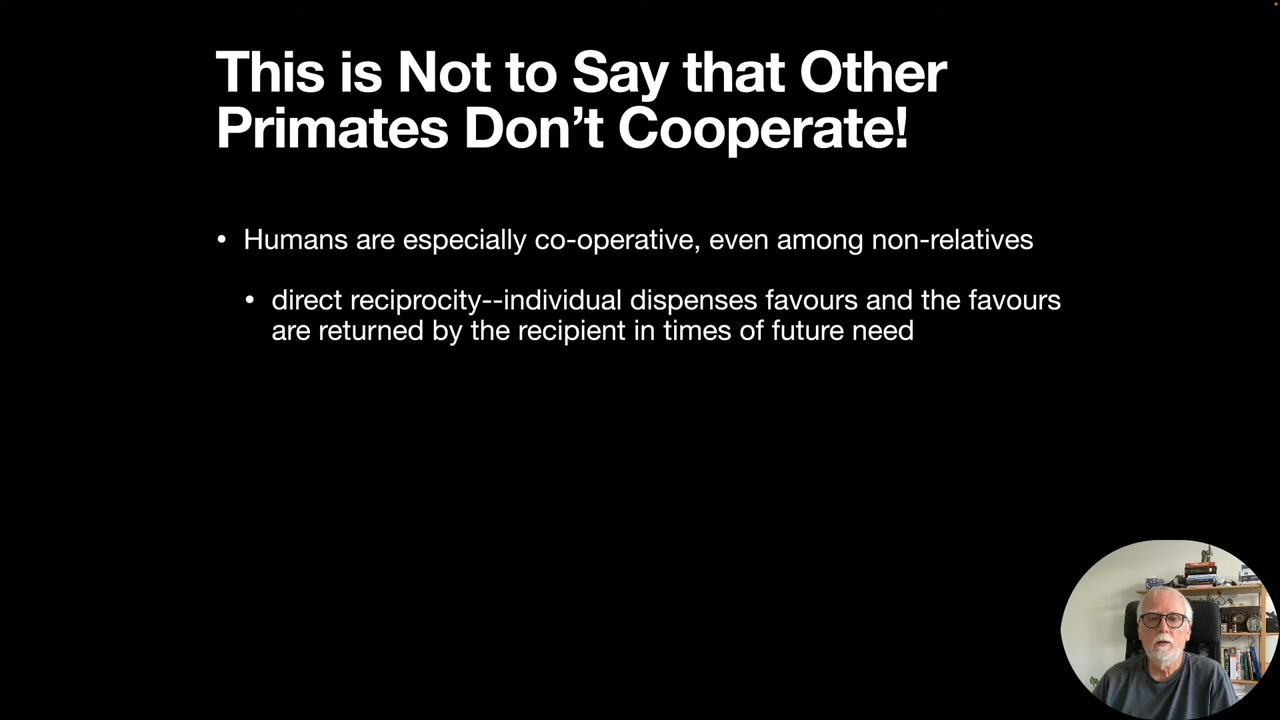 This is Not to Say that Other
Primates Don’t Cooperate!
• Humans are especially co-operative, even among non-relatives
• direct reciprocity--individual dispenses favours and the favours
are returned by the recipient in times of future need